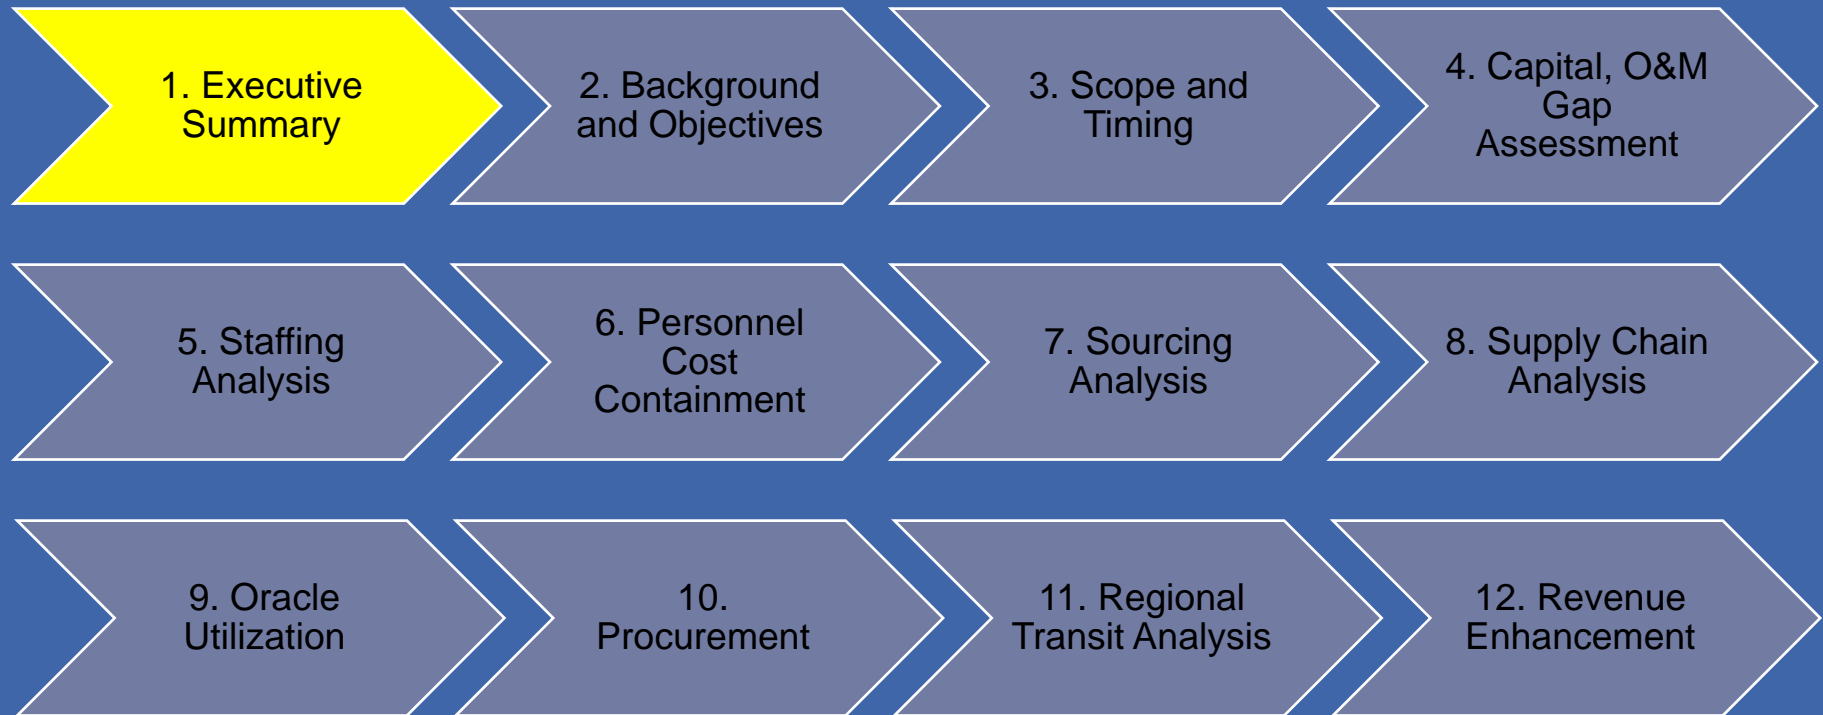 1. Executive
Summary
2. Background
and Objectives
3. Scope and
Timing
4. Capital, O&M
Gap
Assessment
5. Staffing
Analysis
6. Personnel
Cost
Containment
7. Sourcing
Analysis
8. Supply Chain
Analysis
9. Oracle
Utilization
10.
Procurement
11. Regional
Transit Analysis
12. Revenue
Enhancement